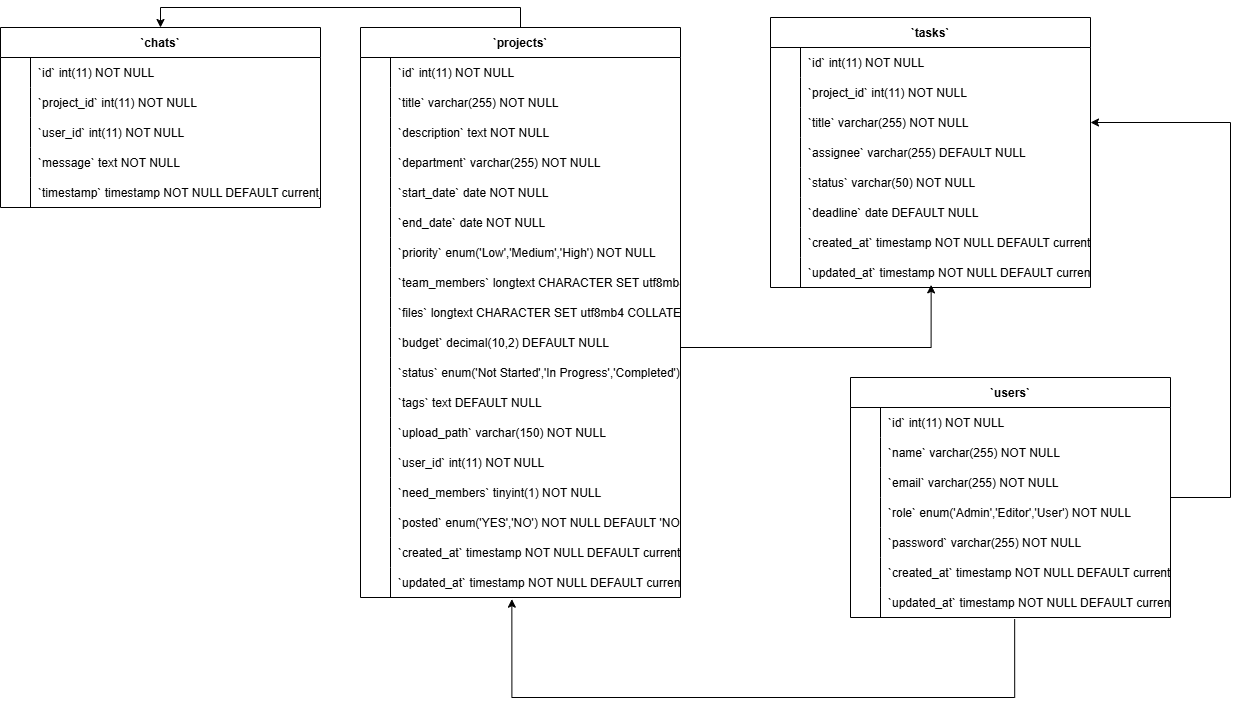 `chats`
`id` int(11) NOT NULL
`project_id` int(11) NOT NULL
`user_id` int(11) NOT NULL
`message` text NOT NULL
`timestamp` timestamp NOT NULL DEFAULT current_
`projects`
`id` int(11) NOT NULL
`title` varchar(255) NOT NULL
`description` text NOT NULL
`department` varchar(255) NOT NULL
`start_date` date NOT NULL
`end_date` date NOT NULL
`priority` enum('Low','Medium','High') NOT NULL
`team_members` longtext CHARACTER SET utf8mb
`files` longtext CHARACTER SET utf8mb4 COLLATE
`budget` decimal(10,2) DEFAULT NULL
`status` enum('Not Started','In Progress','Completed')
`tags` text DEFAULT NULL
`upload_path` varchar(150) NOT NULL
`user_id` int(11) NOT NULL
`need_members` tinyint(1) NOT NULL
`posted` enum('YES','NO') NOT NULL DEFAULT 'NO
`created_at` timestamp NOT NULL DEFAULT current
`updated_at` timestamp NOT NULL DEFAULT curren
`tasks`
`id` int(11) NOT NULL
`project_id` int(11) NOT NULL
`title` varchar(255) NOT NULL
`assignee` varchar(255) DEFAULT NULL
`status` varchar(50) NOT NULL
`deadline` date DEFAULT NULL
`created_at` timestamp NOT NULL DEFAULT current
`updated_at` timestamp NOT NULL DEFAULT curren
`users`
`id` int(11) NOT NULL
`name` varchar(255) NOT NULL
`email` varchar(255) NOT NULL
`role` enum('Admin','Editor','User') NOT NULL
`password` varchar(255) NOT NULL
`created_at` timestamp NOT NULL DEFAULT current
`updated_at` timestamp NOT NULL DEFAULT curren